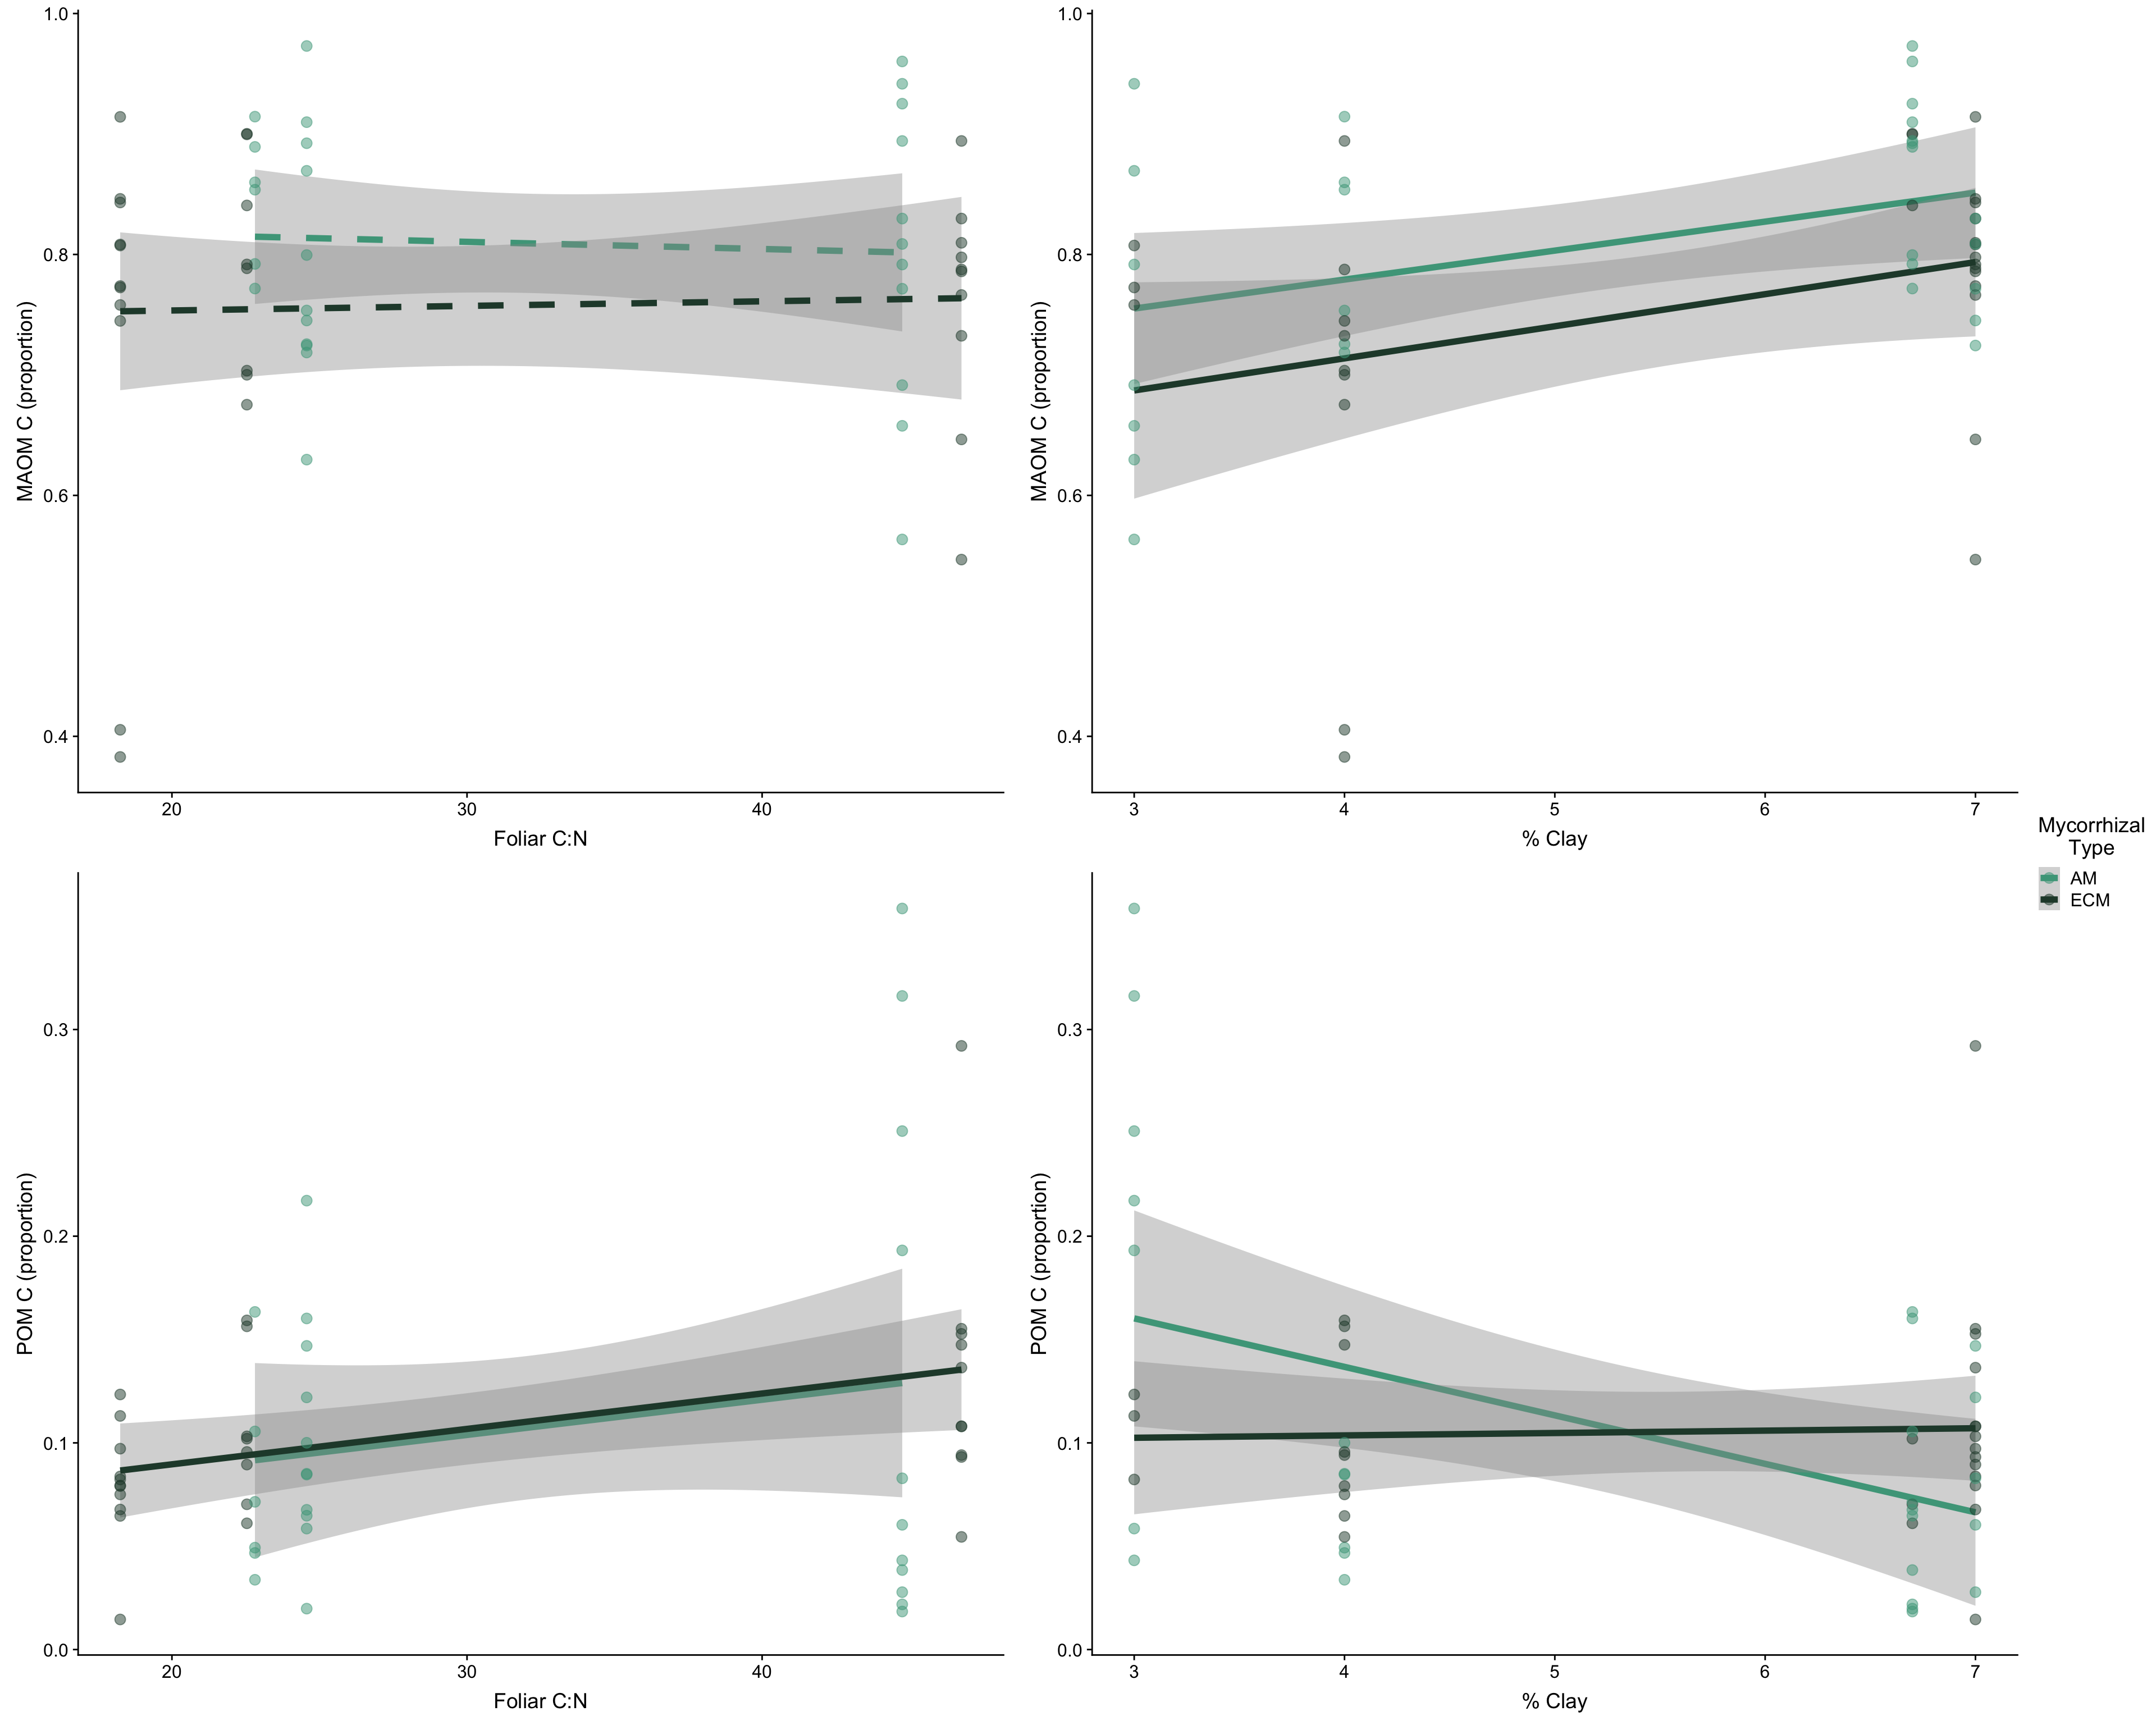 MAOM C (proportion)
1.0
0.8
0.6
0.4
20
30
40
Foliar C:N
MAOM C (proportion)
1.0
0.8
0.6
0.4
3
4
5
6
7
% Clay
POM C (proportion)
0.3
0.2
0.1
0.0
20
30
40
Foliar C:N
POM C (proportion)
0.3
0.2
0.1
0.0
3
4
5
6
7
% Clay
Mycorrhizal
Type
AM
ECM